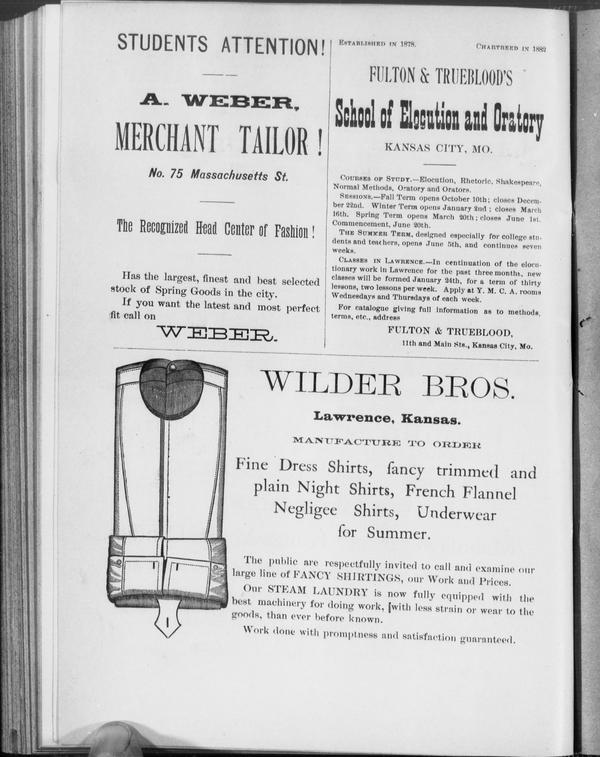 STUDENTS ATTENTION!
A. WEBER,
MERCHANT TAILOR!
No. 75 Massachusetts St.
The Recognized Head Center of Fashion!
Has the largest, finest and best selected
stock of Spring Goods in the city.
If you want the latest and most perfect
fit call on
WEBER.
ESTABLISHED IN 1878. CHARTRED IN 1882
FULTON & TRUEBLOOD'S
School of Elocution and Oratory
KANSAS CITY, MO.
COURSES OF STUDY.—Elocution, Rhetoric, Shakespeare,
Normal Methods, Oratory and Orators.
SESSIONS.—Fall Term opens October 10th; closes Decem-
ber 22nd. Winter Term opens January 2nd; closes March
16th. Spring Term opens March 20th; closes June 1st.
Commencement, June 20th.
THE SUMMER TERM, designed especially for college stu-
dents and teachers, opens June 5th, and continues seven
weeks.
CLASSES IN LAWRENCE.—In centinuation of the elocu-
tionary work in Lawrence for the past three months, new
classes will be formed January 24th, for a term of thirty
lessons, two lessons per week. Apply at Y. M. C. A. rooms
Wednesdays and Thursdays of each week.
For catalogue giving full information as to methods,
terms, etc., address
FULTON & TRUEBLOOD,
11th and Main Sts., Kansas City, Mo.
WILDER BROS.
Lawrence, Kansas.
MANUFACTURE TO ORDER
Fine Dress Shirts, fancy trimmed and
plain Night Shirts, French Flannel
Negligee Shirts, Underwear
for Summer.
The public are respectfully invited to call and examine our
large line of FANCY SHIRTINGS, our Work and Prices.
Our STEAM LAUNDRY is now fully equipped with the
best machinery for doing work, [with less strain or wear to the
goods, than ever before known.
Work done with promptness and satisfaction guaranteed.